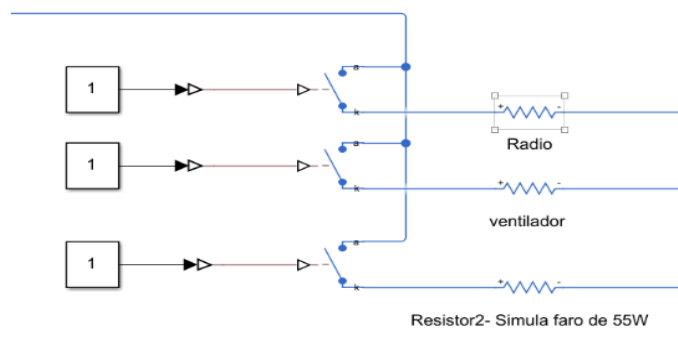 1
a
k
+ -
Radio
1
a
k
+ -
ventilador
1
a
k
+ -
Resistor2- Simula faro de 55W